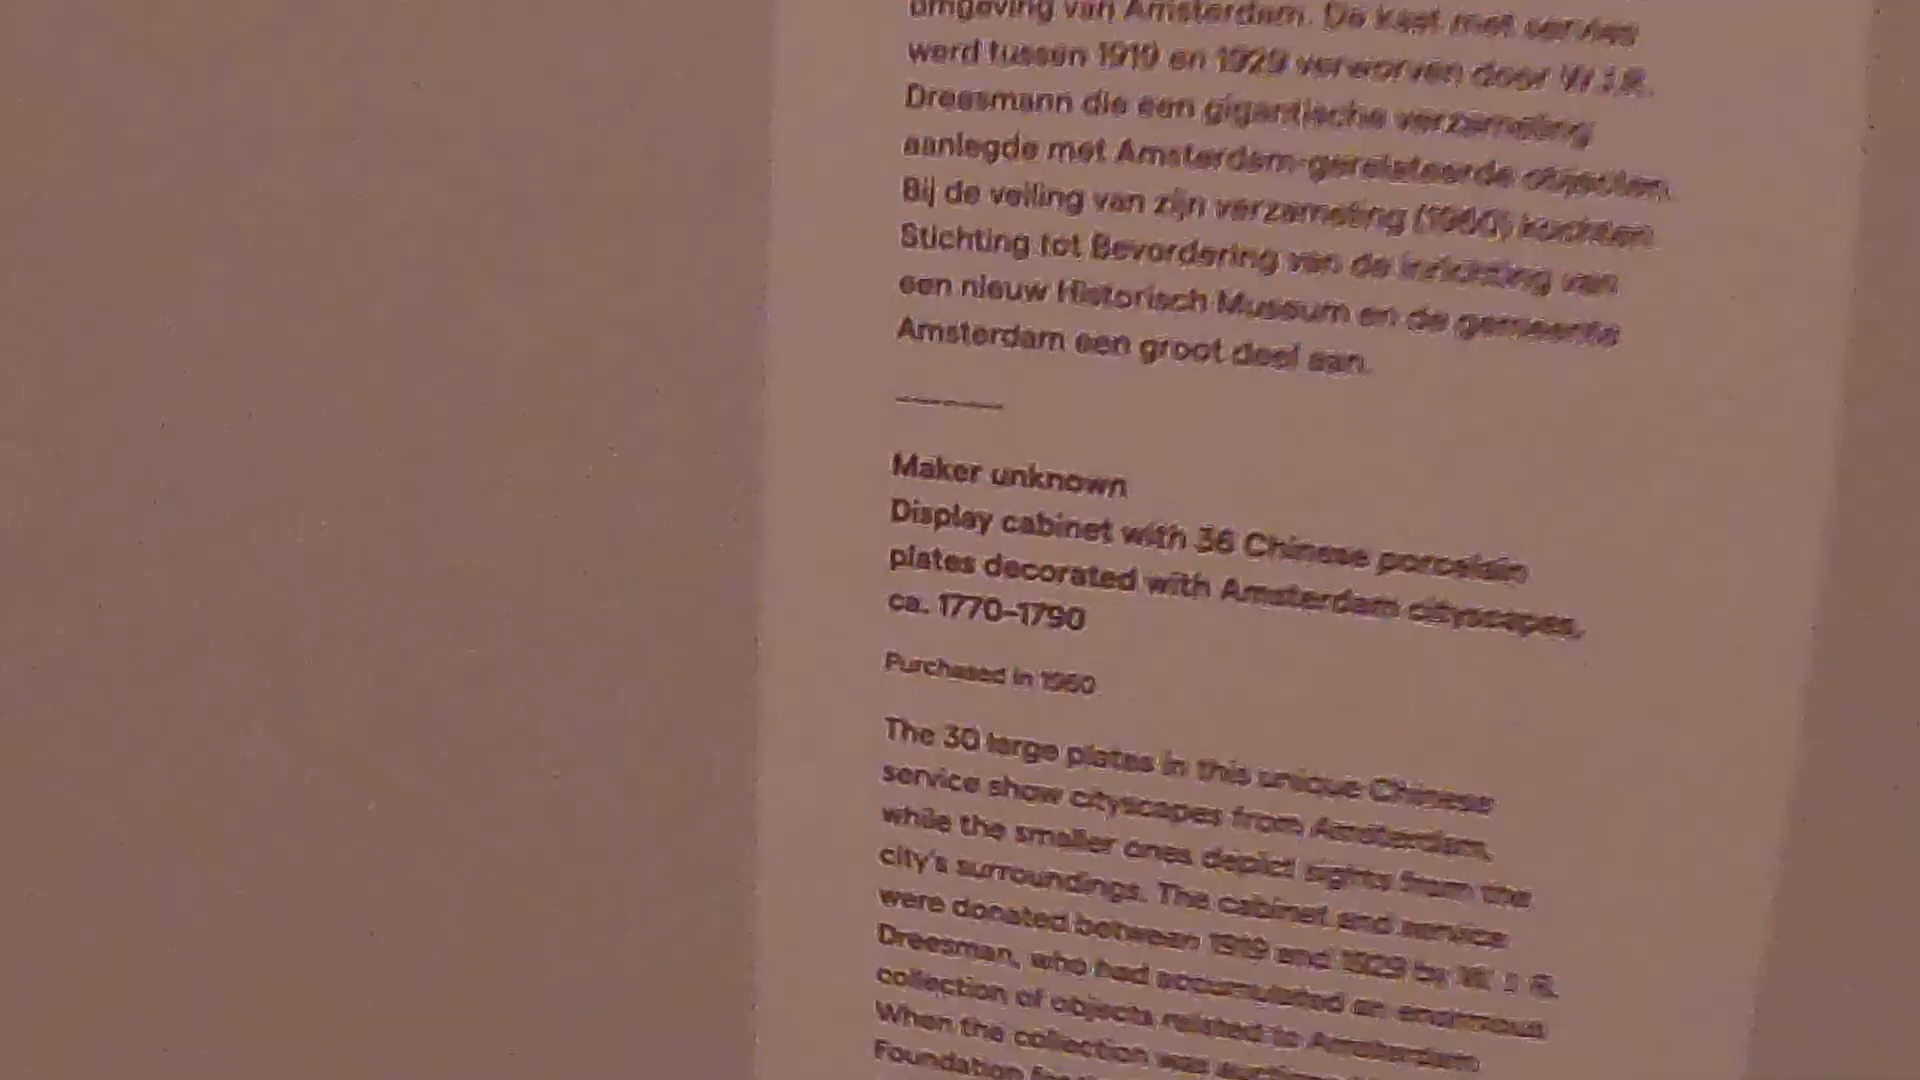 omgeving van Amsterdam. De kast met servies
werd tussen 1919 en 1929 verworven door W.J.R.
Dreesmann die een gigantische verzameling
aanlegde met Amsterdam-gerelateerde objecten.
Bij de veiling van zijn verzameling (1960) kochten
Stichting tot Bevordering van de Inrichting van
een nieuw Historisch Museum en de gemeente
Amsterdam een groot deel aan.
Maker unknown
Display cabinet with 36 Chinese porcelain
plates decorated with Amsterdam cityscapes,
ca. 1770–1790
Purchased in 1960
The 30 large plates in this unique Chinese
service show cityscapes from Amsterdam,
while the smaller ones depict sights from the
city's surroundings. The cabinet and service
were donated between 1919 and 1929 by W. J. R.
Dreesman, who had accumulated an enormous
collection of objects related to Amsterdam
When the collection was
Foundation